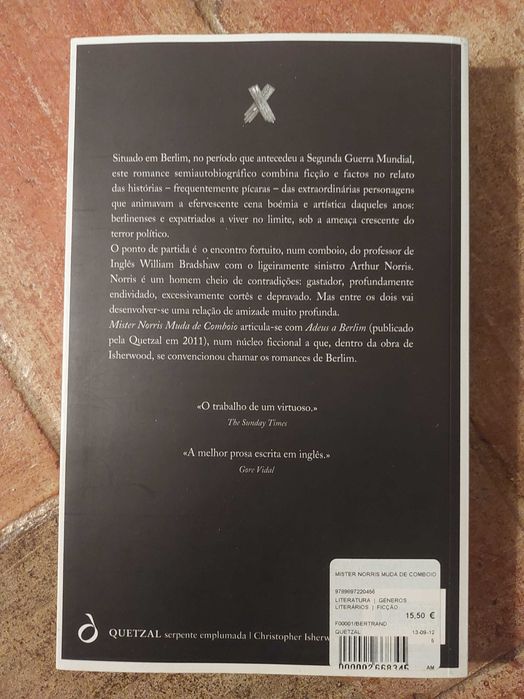 Situado em Berlim, no período que antecedeu a Segunda Guerra Mundial,
este romance semiautobiográfico combina ficção e factos no relato
das histórias – frequentemente pícaras – das extraordinárias personagens
que animavam a efervescente cena boémia e artística daqueles anos:
berlinenses e expatriados a viver no limite, sob a ameaça crescente do
terror político.
O ponto de partida é o encontro fortuito, num comboio, do professor de
Inglês William Bradshaw com o ligeiramente sinistro Arthur Norris.
Norris é um homem cheio de contradições: gastador, profundamente
endividado, excessivamente cortês e depravado. Mas entre os dois vai
desenvolver-se uma relação de amizade muito profunda.
Mister Norris Muda de Comboio articula-se com Adeus a Berlim (publicado
pela Quetzal em 2011), num núcleo ficcional a que, dentro da obra de
Isherwood, se convencionou chamar os romances de Berlim.
«O trabalho de um virtuoso.»
The Sunday Times
«A melhor prosa escrita em inglês.»
Gore Vidal
MISTER NORRIS MUDA DE COMBOIO
9789897220456
LITERATURA | GÉNEROS
LITERÁRIOS | FICÇÃO
15,50 €
F00001/BERTRAND
QUETZAL 13-09-12
6
000002668345 AM
QUETZAL serpente emplumada | Christopher Isherw